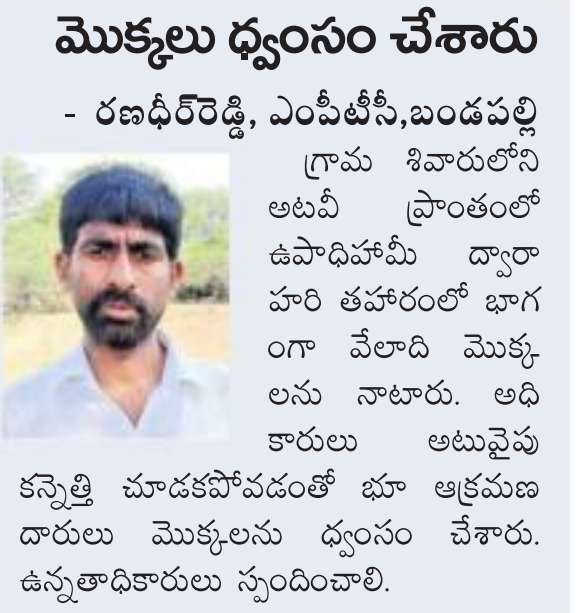 మొక్కలు ధ్వంసం చేశారు
- రణధీర్‌రెడ్డి, ఎంపీటీసీ,బండపల్లి
గ్రామ శివారులోని
అటవీ ప్రాంతంలో
ఉపాధిహామీ ద్వారా
హరి తహారంలో భాగ
ంగా వేలాది మొక్క
లను నాటారు. అధి
కారులు అటువైపు
కన్నెత్తి చూడకపోవడంతో భూ ఆక్రమణ
దారులు మొక్కలను ధ్వంసం చేశారు.
ఉన్నతాధికారులు స్పందించాలి.